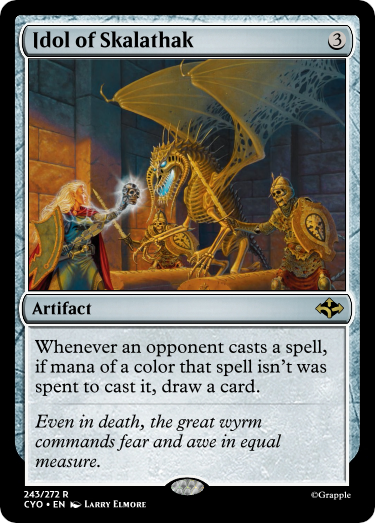 Idol of Skalathak
3
Artifact
Whenever an opponent casts a spell,
if mana of a color that spell isn't was
spent to cast it, draw a card.
Even in death, the great wyrm
commands fear and awe in equal
measure.
243/272 R
CYO • EN Larry Elmore
©Grapple